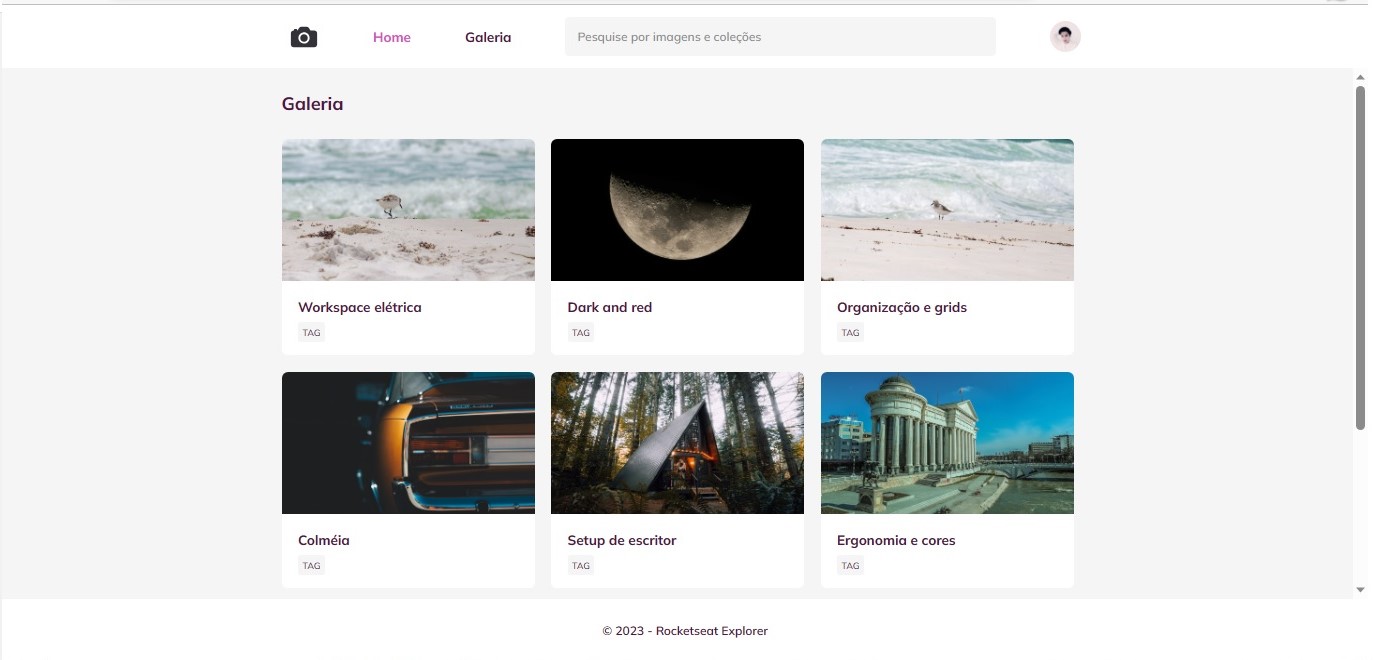 Home
Galeria
Pesquise por imagens e coleções
Galeria
Workspace elétrica
TAG
Dark and red
TAG
Organização e grids
TAG
Colméia
TAG
Setup de escritor
TAG
Ergonomia e cores
TAG
© 2023 - Rocketseat Explorer